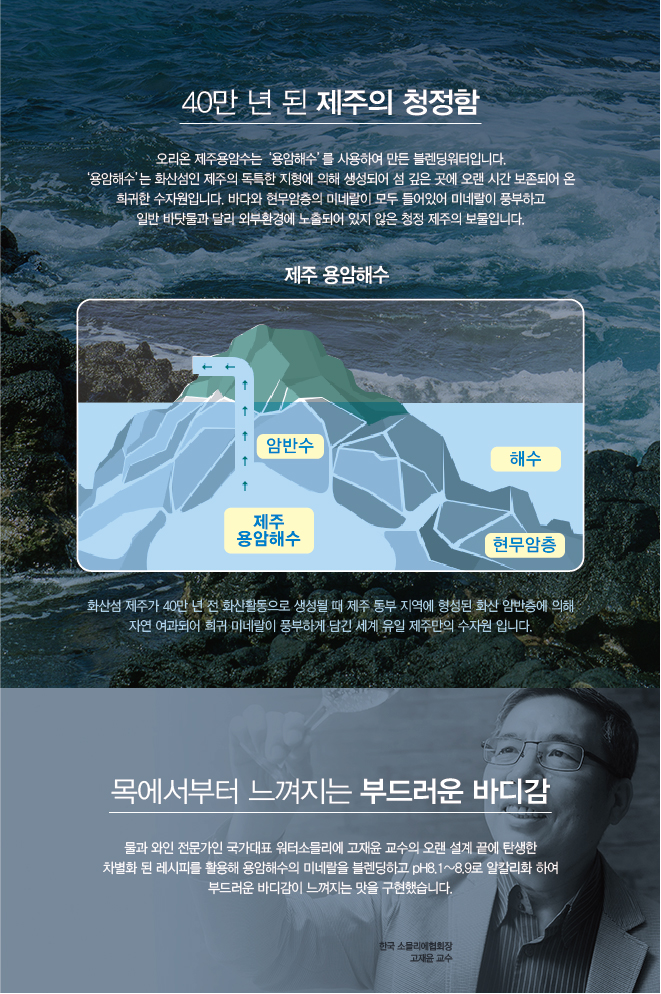 40만 년 된 제주의 청정함
오리온 제주용암수는 '용암해수'를 사용하여 만든 블렌딩워터입니다.
'용암해수'는 화산섬인 제주의 독특한 지형에 의해 생성되어 섬 깊은 곳에 오랜 시간 보존되어 온
희귀한 수자원입니다. 바다와 현무암층의 미네랄이 모두 들어있어 미네랄이 풍부하고
일반 바닷물과 달리 외부환경에 노출되어 있지 않은 청정 제주의 보물입니다.
제주 용암해수
암반수
해수
제주
용암해수
현무암층
화산섬 제주가 40만 년 전 화산활동으로 생성될 때 제주 동부 지역에 형성된 화산 암반층에 의해
자연 여과되어 희귀 미네랄이 풍부하게 담긴 세계 유일 제주만의 수자원 입니다.
목에서부터 느껴지는 부드러운 바디감
물과 와인 전문가인 국가대표 워터소믈리에 고재윤 교수의 오랜 설계 끝에 탄생한
차별화 된 레시피를 활용해 용암해수의 미네랄을 블렌딩하고 pH8.1~8.9로 알칼리화 하여
부드러운 바디감이 느껴지는 맛을 구현했습니다.
한국 소믈리에협회장
고재윤 교수